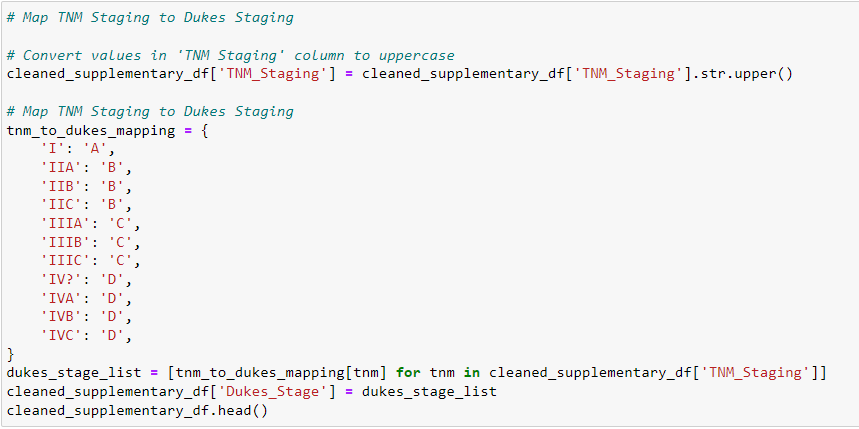 # Map TNM Staging to Dukes Staging
# Convert values in 'TNM Staging' column to uppercase
cleaned_supplementary_df['TNM_Staging'] = cleaned_supplementary_df['TNM_Staging'].str.upper()
# Map TNM Staging to Dukes Staging
tnm_to_dukes_mapping = {
    'I': 'A',
    'IIA': 'B',
    'IIB': 'B',
    'IIC': 'B',
    'IIIA': 'C',
    'IIIB': 'C',
    'IIIC': 'C',
    'IV?': 'D',
    'IVA': 'D',
    'IVB': 'D',
    'IVC': 'D',
}
dukes_stage_list = [tnm_to_dukes_mapping[tnm] for tnm in cleaned_supplementary_df['TNM_Staging']]
cleaned_supplementary_df['Dukes_Stage'] = dukes_stage_list
cleaned_supplementary_df.head()